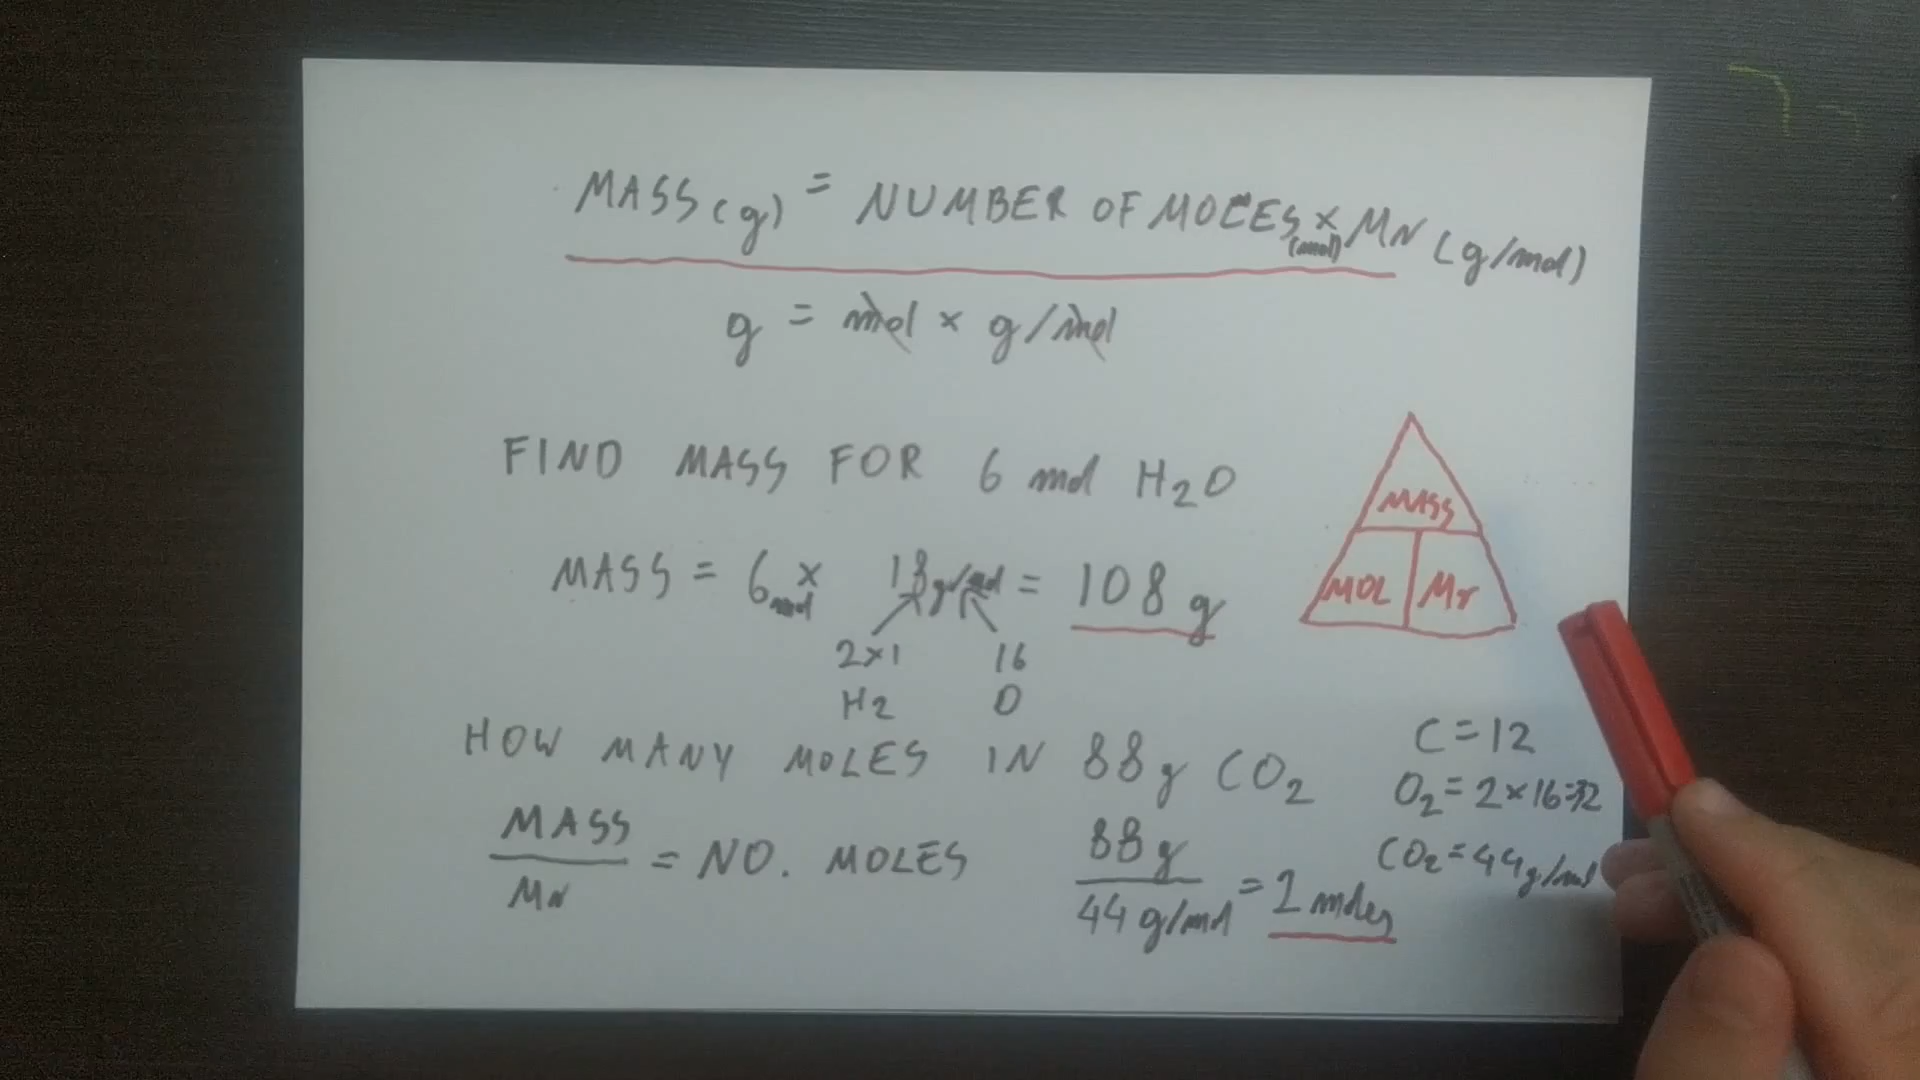 MASS (g) = NUMBER OF MOLES (mol) × Mr (g/mol)
g = mol × g/mol
FIND MASS FOR 6 mol H2O
MASS = 6 mol × 18 g/mol = 108 g
2×1 16
H2 O
MASS
MOL Mr
HOW MANY MOLES IN 88g CO2
C = 12
O2 = 2 × 16 = 32
CO2 = 44 g/mol
MASS / Mr = NO. MOLES
88g / 44 g/mol = 2 moles